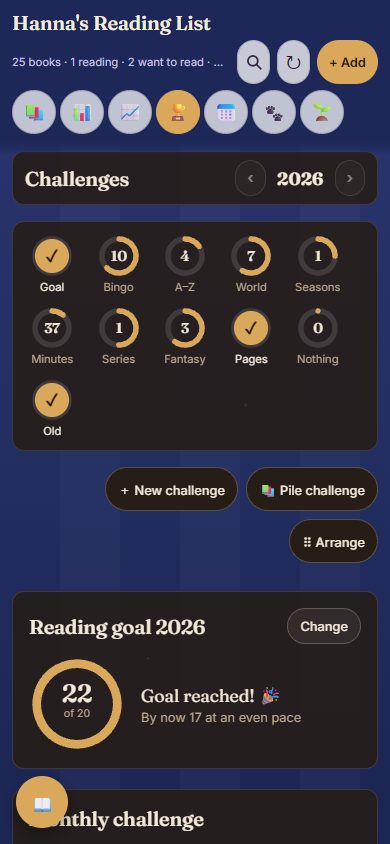 Hanna's Reading List
25 books · 1 reading · 2 want to read · ...
+ Add
Challenges
‹ 2026 ›
✓ 10 4 7 1
Goal Bingo A–Z World Seasons
37 1 3 ✓ 0
Minutes Series Fantasy Pages Nothing
✓
Old
+ New challenge
Pile challenge
Arrange
Reading goal 2026
Change
22
of 20
Goal reached!
By now 17 at an even pace
nthly challenge